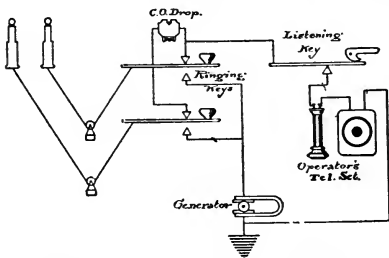 C.O. Drop.
Listening
Key
Ringing
Keys
Operator's
Tel. Set.
Generator